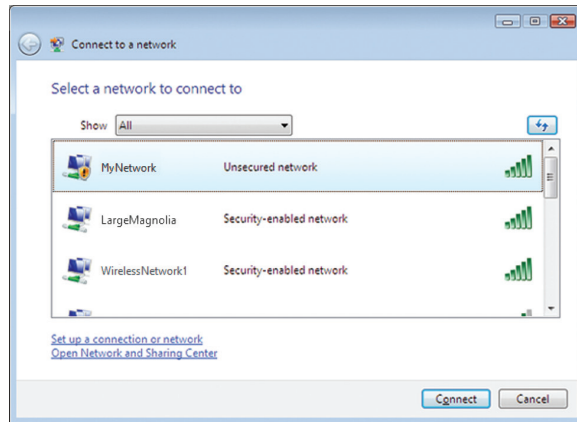 Connect to a network
Select a network to connect to
Show All
MyNetwork Unsecured network
LargeMagnolia Security-enabled network
WirelessNetwork1 Security-enabled network
Set up a connection or network
Open Network and Sharing Center
Connect Cancel